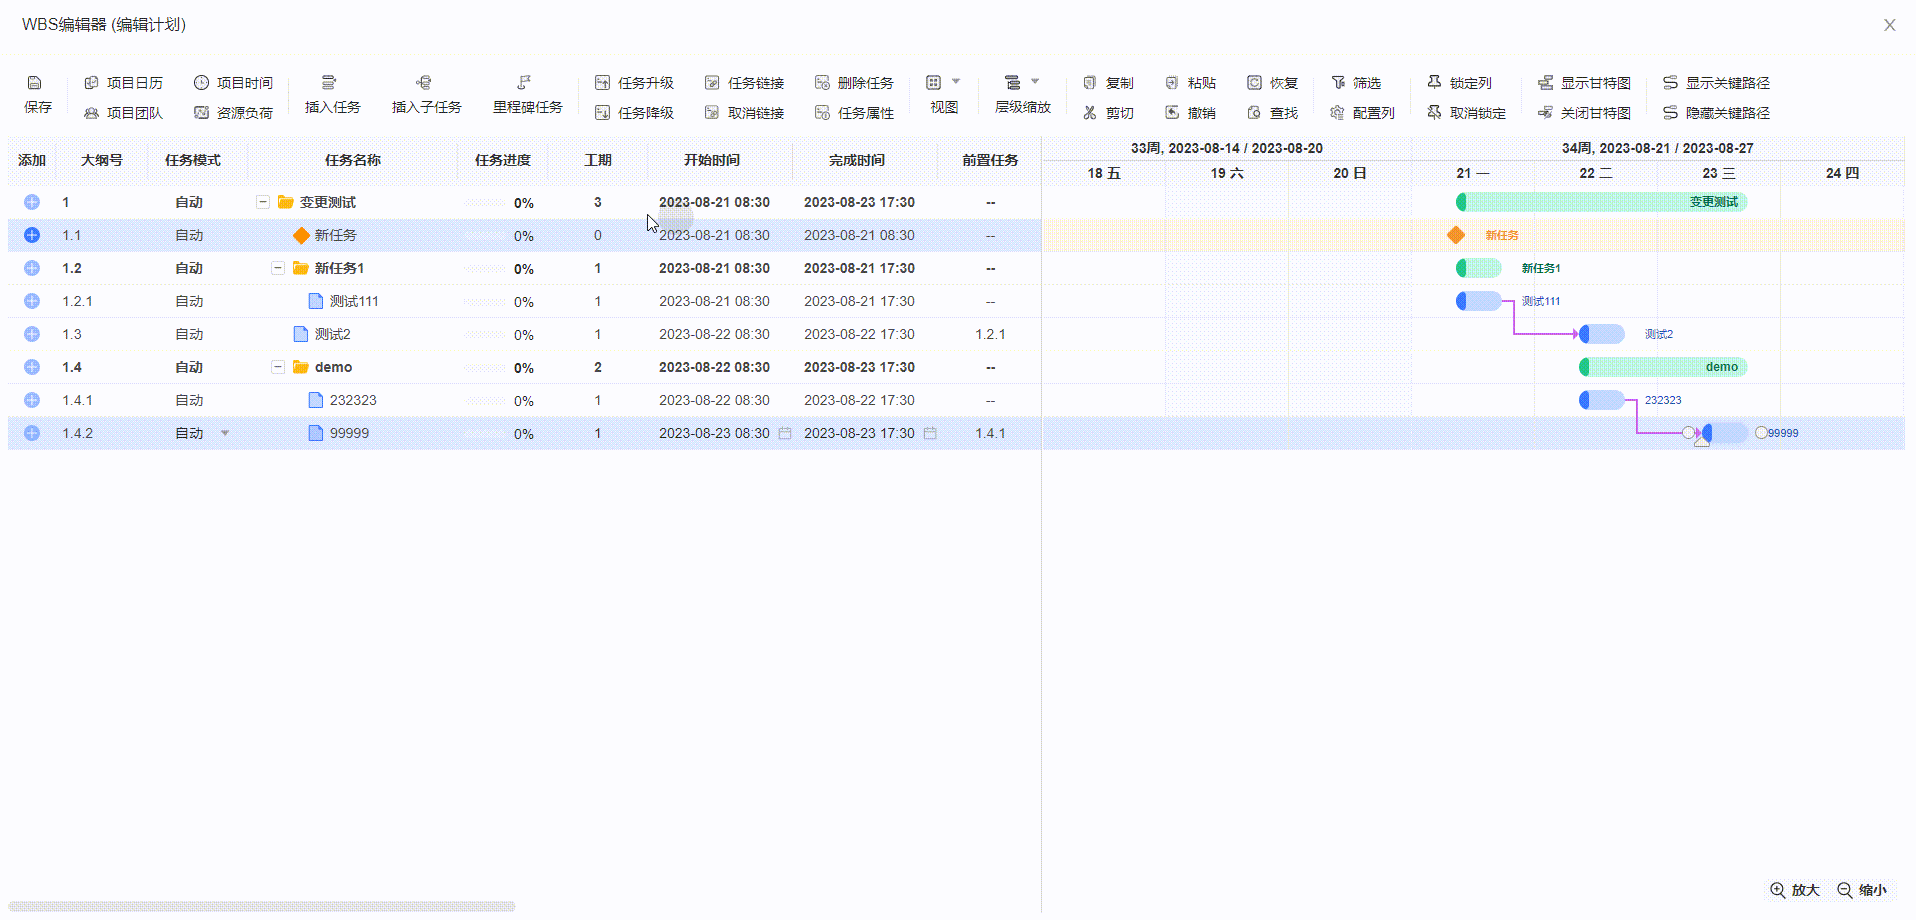 WBS编辑器 (编辑计划)
X
保存
项目日历
项目团队
项目时间
资源负荷
插入任务
插入子任务
里程碑任务
任务升级
任务降级
任务链接
取消链接
删除任务
任务属性
视图
层级缩放
复制
剪切
粘贴
撤销
恢复
查找
筛选
配置列
锁定列
取消锁定
显示甘特图
关闭甘特图
显示关键路径
隐藏关键路径
添加 大纲号 任务模式 任务名称 任务进度 工期 开始时间 完成时间 前置任务
1 自动 变更测试 0% 3 2023-08-21 08:30 2023-08-23 17:30 --
1.1 自动 新任务 0% 0 2023-08-21 08:30 2023-08-21 08:30 --
1.2 自动 新任务1 0% 1 2023-08-21 08:30 2023-08-21 17:30 --
1.2.1 自动 测试111 0% 1 2023-08-21 08:30 2023-08-21 17:30 --
1.3 自动 测试2 0% 1 2023-08-22 08:30 2023-08-22 17:30 1.2.1
1.4 自动 demo 0% 2 2023-08-22 08:30 2023-08-23 17:30 --
1.4.1 自动 232323 0% 1 2023-08-22 08:30 2023-08-22 17:30 --
1.4.2 自动 99999 0% 1 2023-08-23 08:30 2023-08-23 17:30 1.4.1
33周, 2023-08-14 / 2023-08-20 34周, 2023-08-21 / 2023-08-27
18 五 19 六 20 日 21 一 22 二 23 三 24 四
变更测试
新任务
新任务1
测试111
测试2
demo
232323
99999
放大 缩小